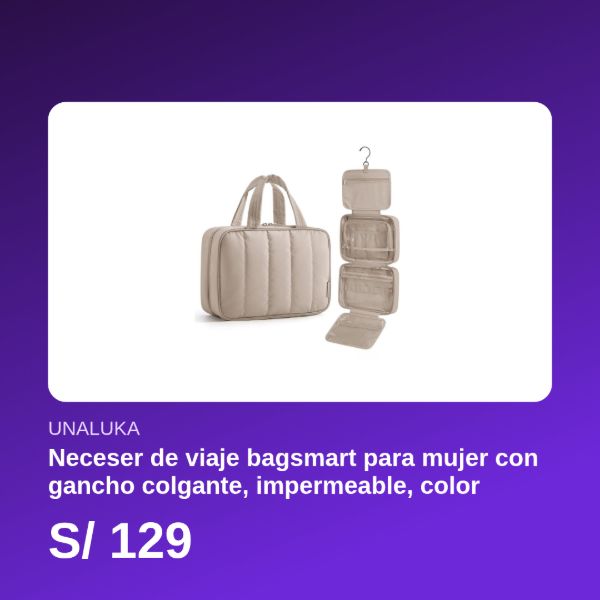 UNALUKA
Neceser de viaje bagsmart para mujer con
gancho colgante, impermeable, color
S/ 129